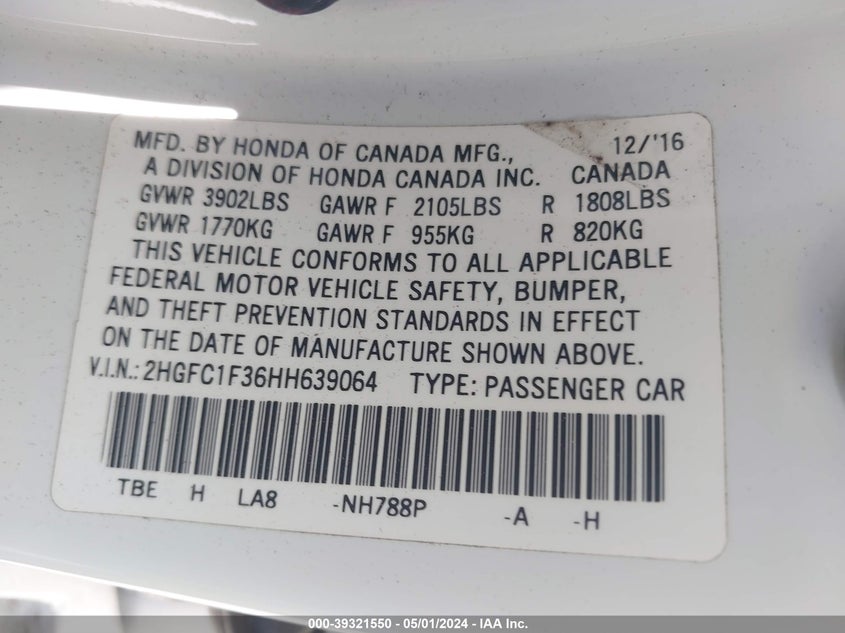 MFD. BY HONDA OF CANADA MFG., 12/'16
A DIVISION OF HONDA CANADA INC. CANADA
GVWR 3902LBS GAWR F 2105LBS R 1808LBS
GVWR 1770KG GAWR F 955KG R 820KG
THIS VEHICLE CONFORMS TO ALL APPLICABLE
FEDERAL MOTOR VEHICLE SAFETY, BUMPER,
AND THEFT PREVENTION STANDARDS IN EFFECT
ON THE DATE OF MANUFACTURE SHOWN ABOVE.
V.I.N.: 2HGFC1F36HH639064 TYPE: PASSENGER CAR
TBE H LA8 -NH788P -A -H
000-39321550 - 05/01/2024 - IAA Inc.